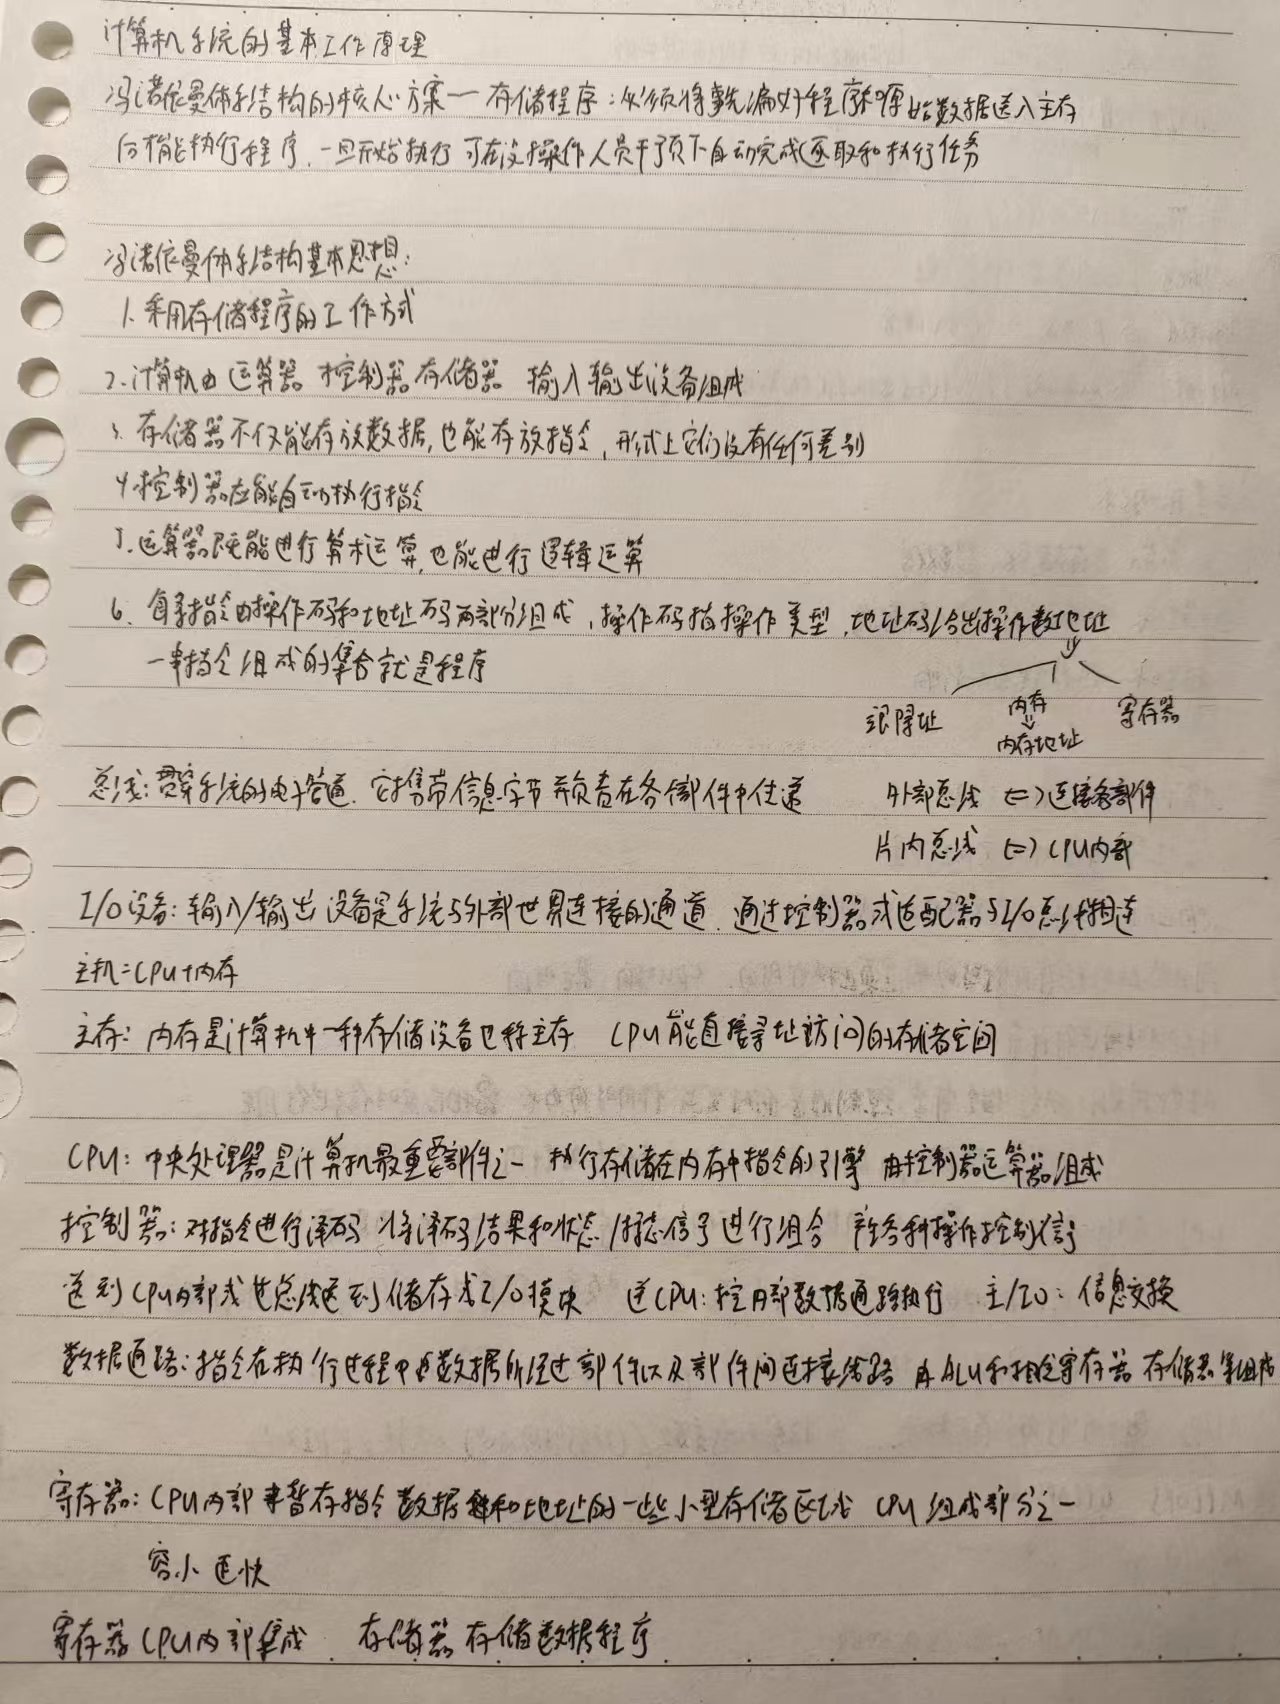 计算机系统的基本工作原理
冯诺依曼体系结构的核心方案——存储程序:必须将事先编好程序和原始数据送入主存
后才能执行程序,一旦开始执行 可在没操作人员干预下自动完成逐取和执行任务
冯诺依曼体系结构基本思想:
1.采用存储程序的工作方式
2.计算机由 运算器 控制器 存储器 输入输出设备组成
3.存储器不仅能存放数据,也能存放指令,形式上它们没有任何差别
4.控制器应能自动执行指令
5.运算器既能进行算术运算,也能进行逻辑运算
6.每条指令由操作码和地址码两部分组成,操作码指操作类型,地址码给出操作数地址
一串指令组成的集合就是程序
内存 寄存器
内存地址
总线:贯穿系统的电子管道.它携带信息字节并负责在各个部件中传递 外部总线 <=>连接各部件
片内总线 <=> CPU内部
I/O设备:输入/输出设备是系统与外部世界连接的通道.通过控制器或适配器与I/O总线相连
主机=CPU+内存
主存:内存是计算机中一种存储设备也称主存 CPU能直接寻址访问的存储空间
CPU:中央处理器是计算机最重要部件之一 执行存储在内存中指令的引擎 由控制器运算器组成
控制器:对指令进行译码 将译码结果和状态/标志信号进行组合 产生各种操作控制信号
送到CPU内部或通过总线送到储存或I/O模块 送CPU:控内部数据通路执行 主/IO:信息交换
数据通路:指令在执行过程中数据所经过部件以及部件间连接线路 由ALU和相应寄存器 存储器等组成
寄存器:CPU内部来暂存指令 数据和地址的一些小型存储区域 CPU组成部分之一
容小 速快
寄存器CPU内部集成 存储器 存储数据程序